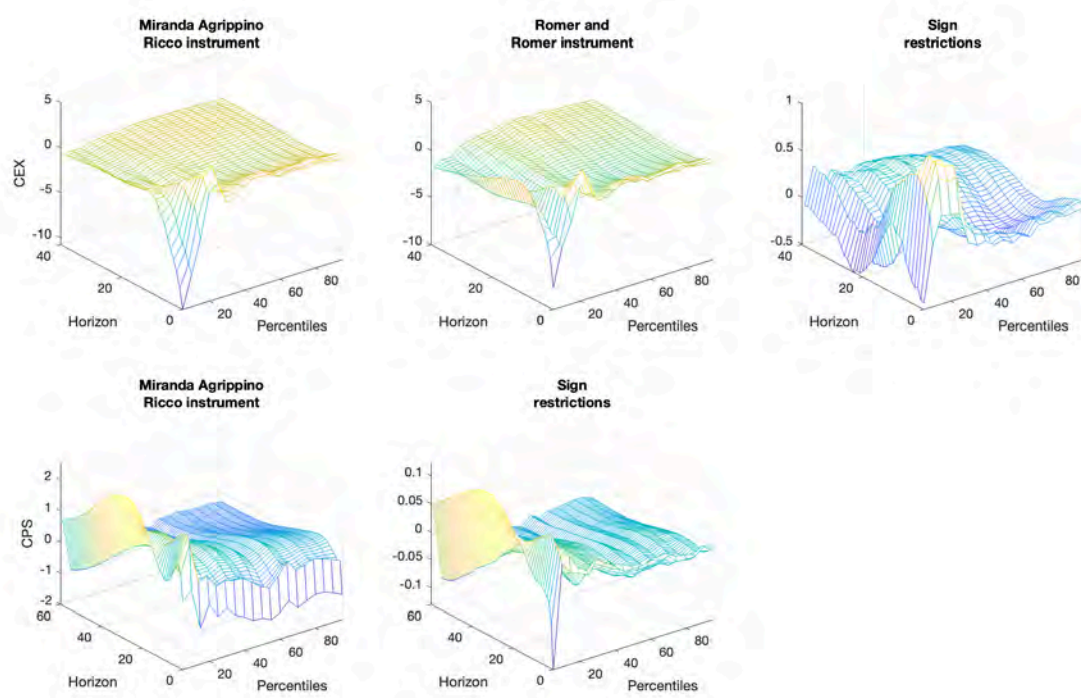 Miranda Agrippino
Ricco instrument
Romer and
Romer instrument
Sign
restrictions
CEX
5
0
-5
-10
40
20
0
Horizon
20
40
60
80
Percentiles
5
0
-5
-10
40
20
0
Horizon
20
40
60
80
Percentiles
1
0.5
0
-0.5
40
20
0
Horizon
20
40
60
80
Percentiles
Miranda Agrippino
Ricco instrument
Sign
restrictions
CPS
2
1
0
-1
-2
60
40
20
0
Horizon
20
40
60
80
Percentiles
0.1
0.05
0
-0.05
-0.1
60
40
20
0
Horizon
20
40
60
80
Percentiles